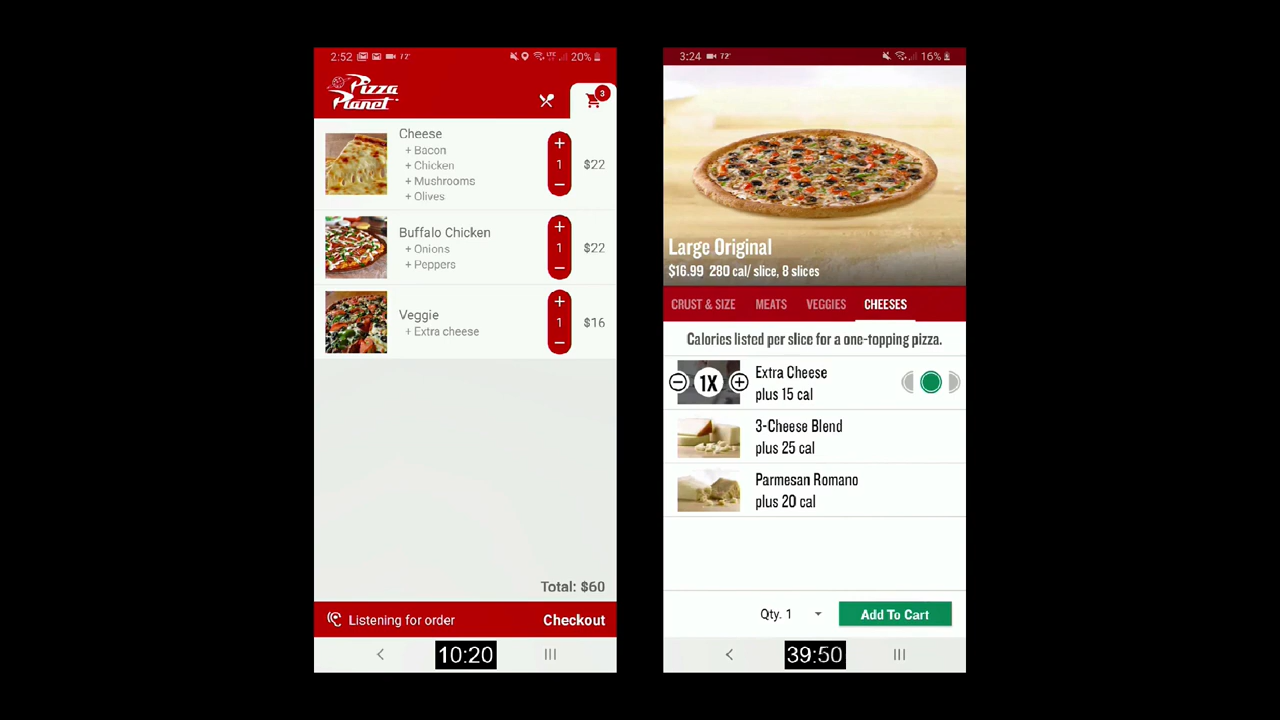 2:52
72°
LTE
20%
Pizza
Planet
3
Cheese
+ Bacon
+ Chicken
+ Mushrooms
+ Olives
+
1
−
$22
Buffalo Chicken
+ Onions
+ Peppers
+
1
−
$22
Veggie
+ Extra cheese
+
1
−
$16
Total: $60
Listening for order
Checkout
10:20
3:24
72°
16%
Large Original
$16.99 280 cal/ slice, 8 slices
CRUST & SIZE MEATS VEGGIES CHEESES
Calories listed per slice for a one-topping pizza.
1X
Extra Cheese
plus 15 cal
3-Cheese Blend
plus 25 cal
Parmesan Romano
plus 20 cal
Qty. 1
Add To Cart
39:50